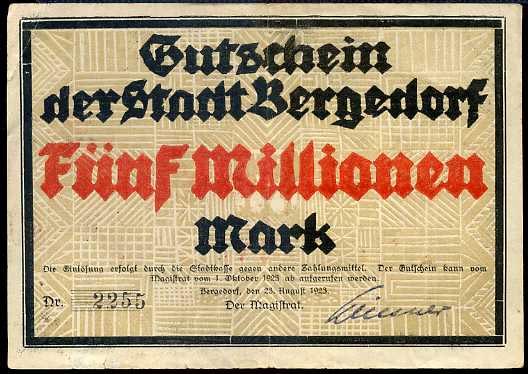 Gutschein
der Stadt Bergedorf
Fünf Millionen
Mark
Die Einlösung erfolgt durch die Stadtkasse gegen andere Zahlungsmittel. Der Gutschein kann vom
Magistrat vom 1. Oktober 1923 ab aufgerufen werden.
Bergedorf, den 23. August 1923.
Nr. 2255 Der Magistrat.